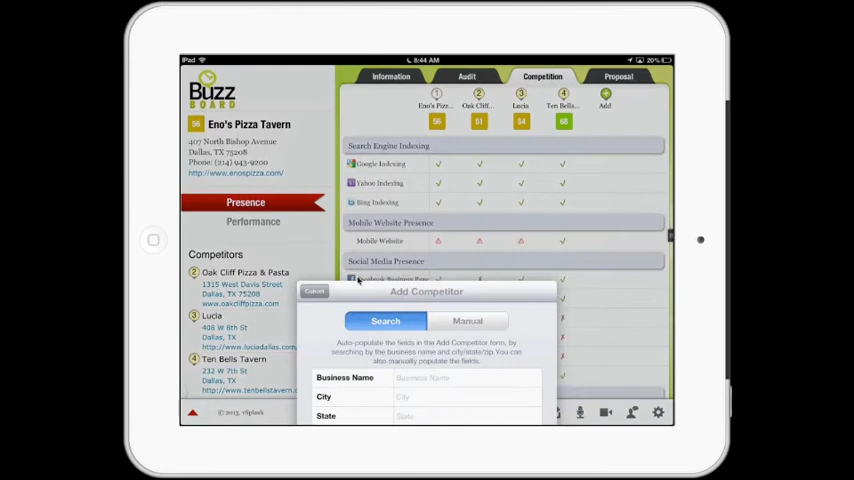 iPad
8:44 AM
20%
Buzz
BOARD
56 Eno's Pizza Tavern
407 North Bishop Avenue
Dallas, TX 75208
Phone: (214) 943-9200
http://www.enospizza.com/
Presence
Performance
Competitors
2 Oak Cliff Pizza & Pasta
1315 West Davis Street
Dallas, TX 75208
www.oakcliffpizza.com
3 Lucia
408 W 8th St
Dallas, TX
http://www.luciadallas.com/
4 Ten Bells Tavern
232 W 7th St
Dallas, TX
http://www.tenbellstavern.c
© 2013, vSplash
Information Audit Competition Proposal
1 2 3 4
Eno's Pizz... Oak Cliff... Lucia Ten Bells... Add
56 51 54 68
Search Engine Indexing
Google Indexing
Yahoo Indexing
Bing Indexing
Mobile Website Presence
Mobile Website
Social Media Presence
Facebook Business Page
Cancel Add Competitor
Search Manual
Auto-populate the fields in the Add Competitor form, by
searching by the business name and city/state/zip. You can
also manually populate the fields.
Business Name Business Name
City City
State State